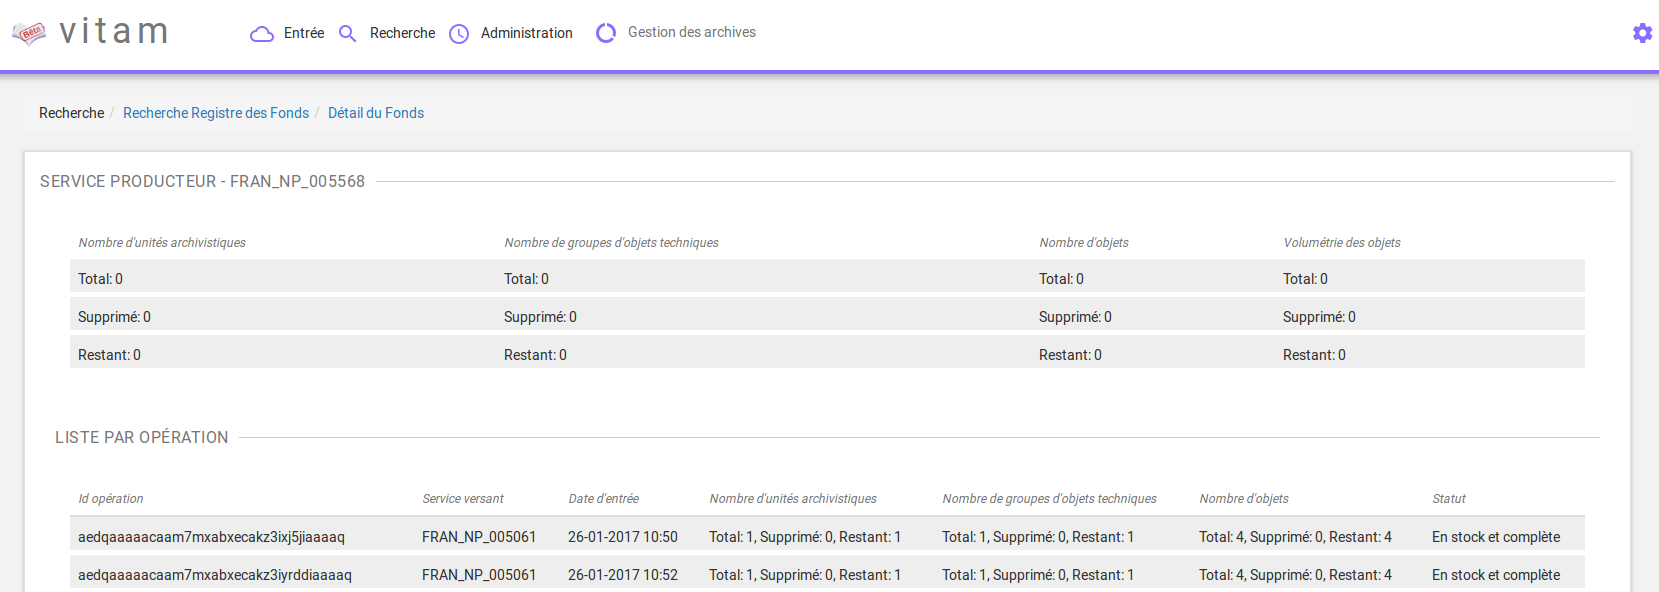 Bêta vitam Entrée Recherche Administration Gestion des archives
Recherche / Recherche Registre des Fonds / Détail du Fonds
SERVICE PRODUCTEUR - FRAN_NP_005568
Nombre d'unités archivistiques Nombre de groupes d'objets techniques Nombre d'objets Volumétrie des objets
Total: 0 Total: 0 Total: 0 Total: 0
Supprimé: 0 Supprimé: 0 Supprimé: 0 Supprimé: 0
Restant: 0 Restant: 0 Restant: 0 Restant: 0
LISTE PAR OPÉRATION
Id opération Service versant Date d'entrée Nombre d'unités archivistiques Nombre de groupes d'objets techniques Nombre d'objets Statut
aedqaaaaacaam7mxabxecakz3ixj5jiaaaaq FRAN_NP_005061 26-01-2017 10:50 Total: 1, Supprimé: 0, Restant: 1 Total: 1, Supprimé: 0, Restant: 1 Total: 4, Supprimé: 0, Restant: 4 En stock et complète
aedqaaaaacaam7mxabxecakz3iyrddiaaaaq FRAN_NP_005061 26-01-2017 10:52 Total: 1, Supprimé: 0, Restant: 1 Total: 1, Supprimé: 0, Restant: 1 Total: 4, Supprimé: 0, Restant: 4 En stock et complète